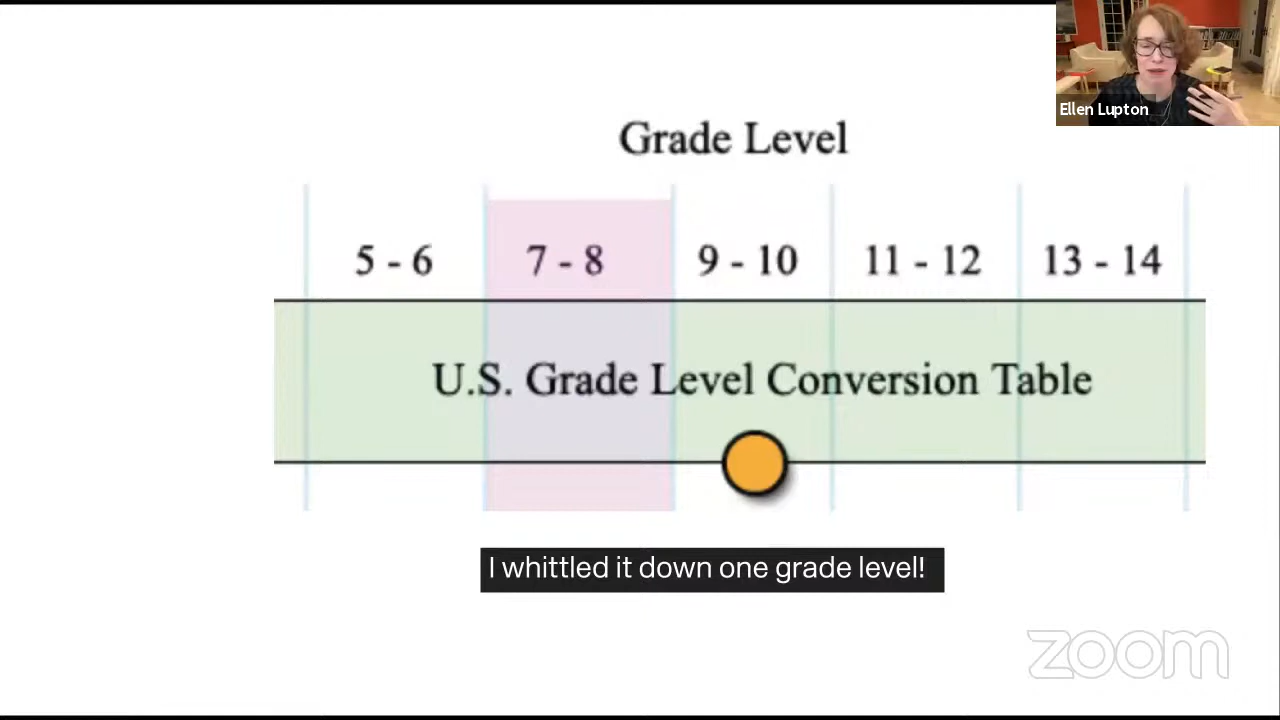 Ellen Lupton
Grade Level
5 - 6 7 - 8 9 - 10 11 - 12 13 - 14
U.S. Grade Level Conversion Table
I whittled it down one grade level!
zoom